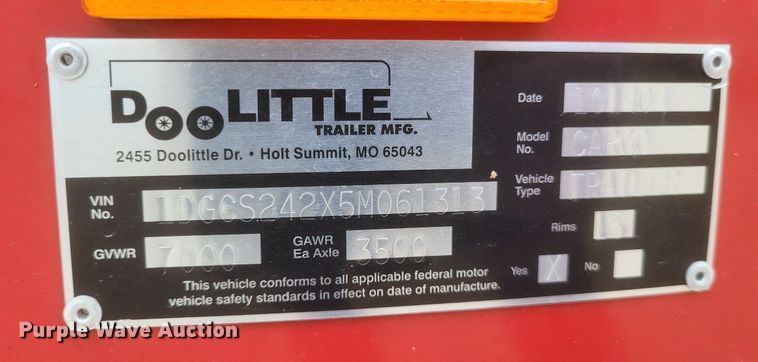 DOOLITTLE
TRAILER MFG.
2455 Doolittle Dr. • Holt Summit, MO 65043
Date
Model No. CARGO
Vehicle Type TRAILER
VIN No. 1DGCS242X5M061313
Rims 15
GVWR 7000 GAWR Ea Axle 3500
Yes X No
This vehicle conforms to all applicable federal motor
vehicle safety standards in effect on date of manufacture.
Purple Wave Auction